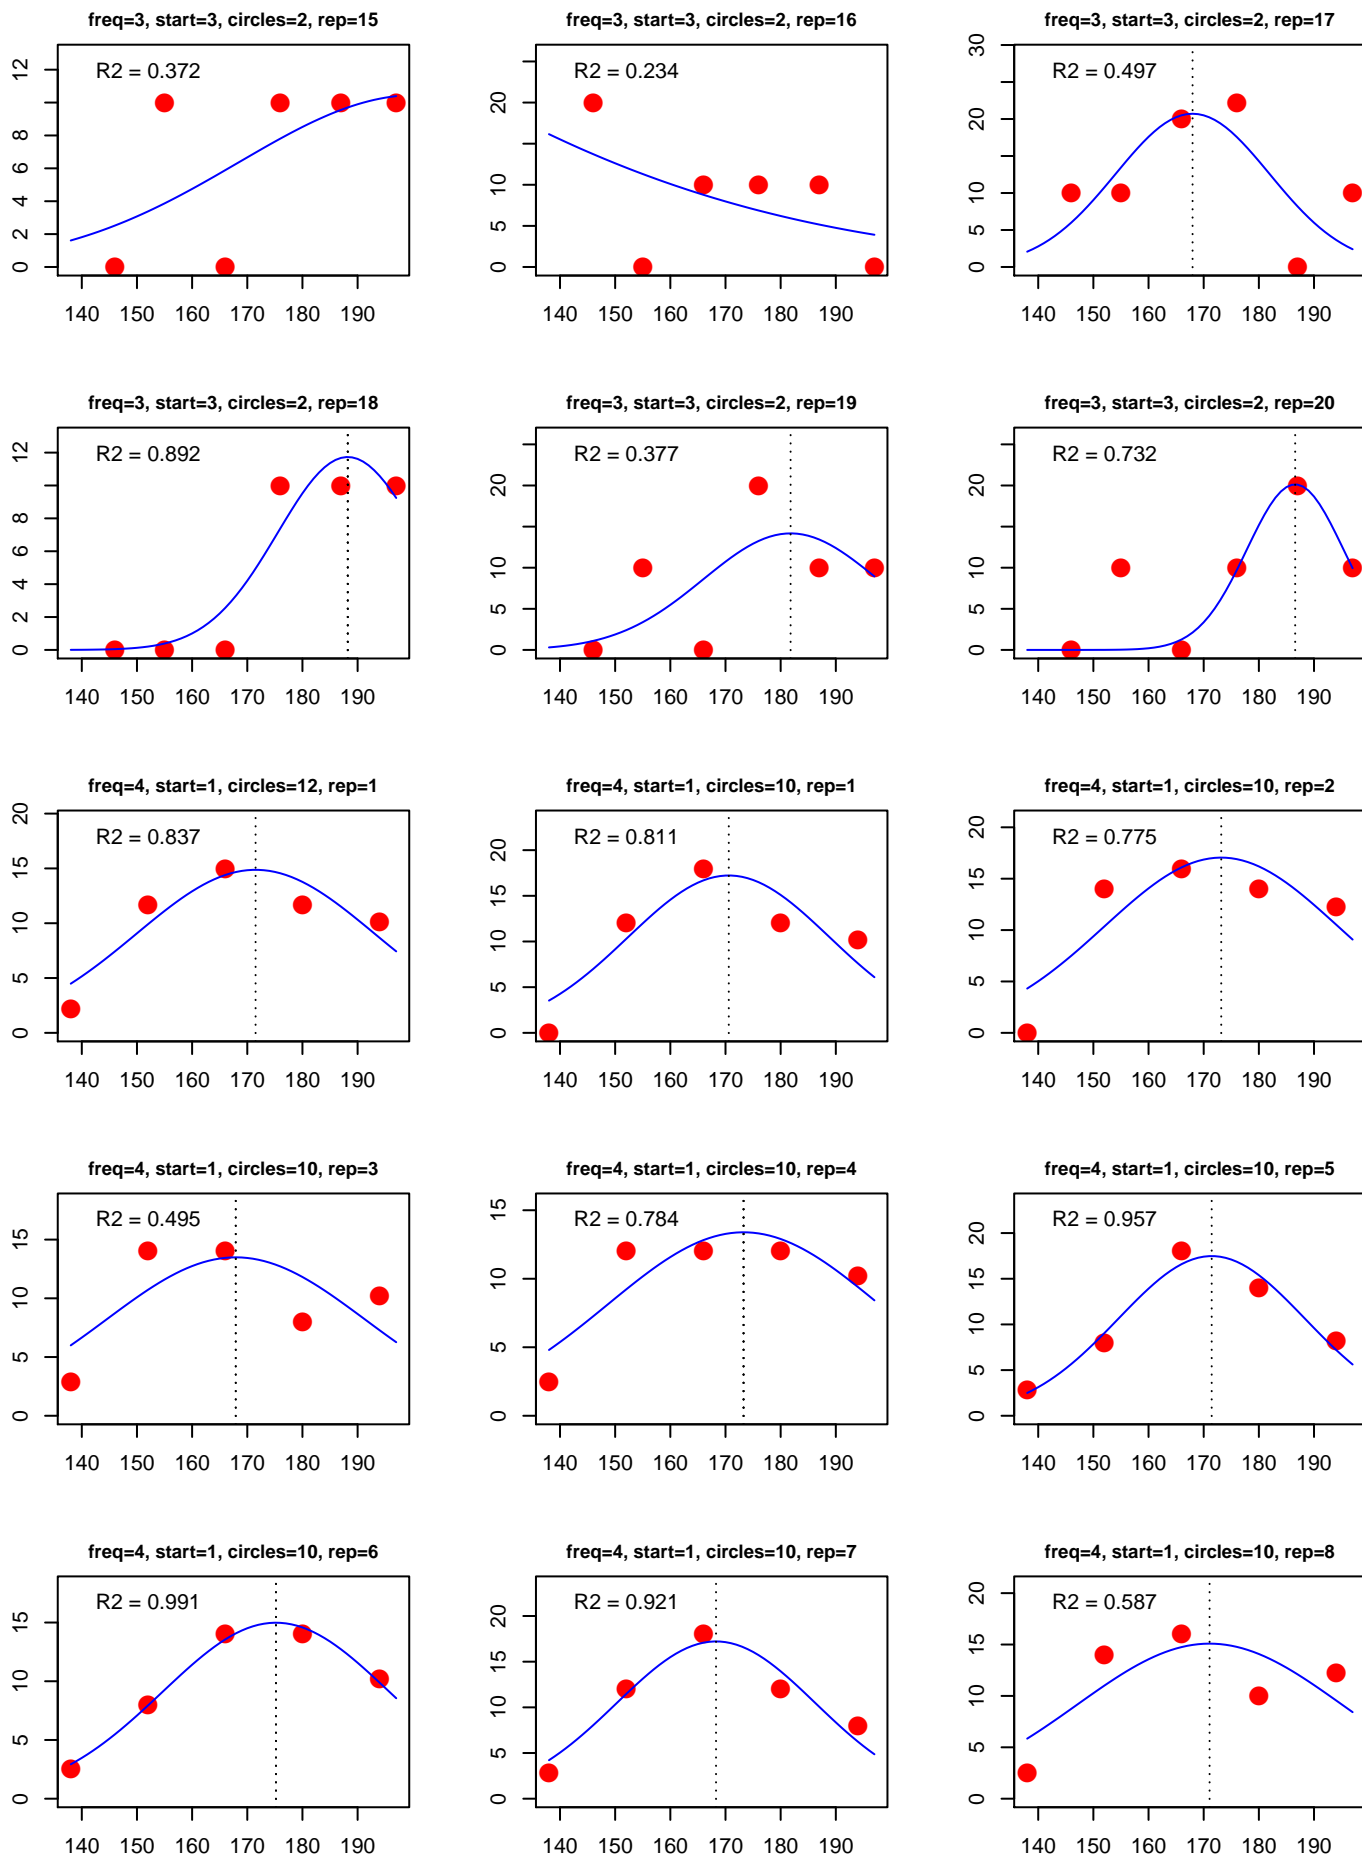 freq=3, start=3, circles=2, rep=15
R2 = 0.372
0 2 4 6 8 12
140 150 160 170 180 190
freq=3, start=3, circles=2, rep=16
R2 = 0.234
0 5 10 20
140 150 160 170 180 190
freq=3, start=3, circles=2, rep=17
R2 = 0.497
0 5 10 20 30
140 150 160 170 180 190
freq=3, start=3, circles=2, rep=18
R2 = 0.892
0 2 4 6 8 12
140 150 160 170 180 190
freq=3, start=3, circles=2, rep=19
R2 = 0.377
0 5 10 20
140 150 160 170 180 190
freq=3, start=3, circles=2, rep=20
R2 = 0.732
0 5 10 20
140 150 160 170 180 190
freq=4, start=1, circles=12, rep=1
R2 = 0.837
0 5 10 15 20
140 150 160 170 180 190
freq=4, start=1, circles=10, rep=1
R2 = 0.811
0 5 10 15 20
140 150 160 170 180 190
freq=4, start=1, circles=10, rep=2
R2 = 0.775
0 5 10 15 20
140 150 160 170 180 190
freq=4, start=1, circles=10, rep=3
R2 = 0.495
0 5 10 15
140 150 160 170 180 190
freq=4, start=1, circles=10, rep=4
R2 = 0.784
0 5 10 15
140 150 160 170 180 190
freq=4, start=1, circles=10, rep=5
R2 = 0.957
0 5 10 15 20
140 150 160 170 180 190
freq=4, start=1, circles=10, rep=6
R2 = 0.991
0 5 10 15
140 150 160 170 180 190
freq=4, start=1, circles=10, rep=7
R2 = 0.921
0 5 10 15 20
140 150 160 170 180 190
freq=4, start=1, circles=10, rep=8
R2 = 0.587
0 5 10 15 20
140 150 160 170 180 190